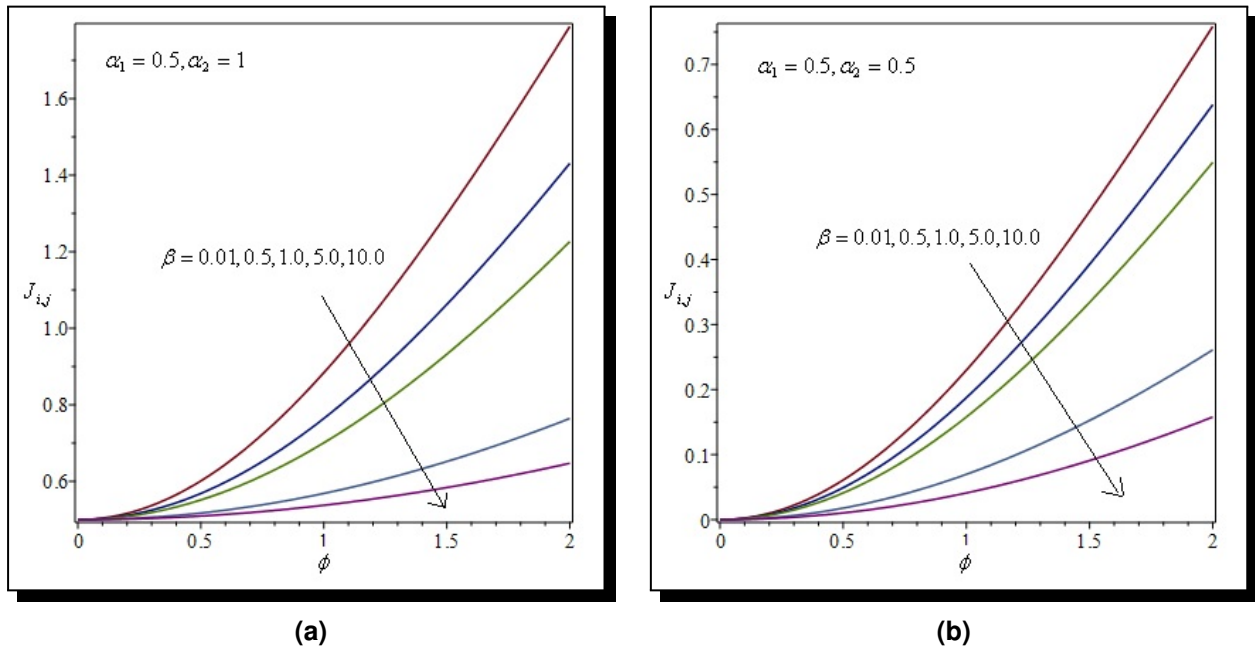 α₁ = 0.5, α₂ = 1
1.6
1.4
1.2
1.0
0.8
0.6
J i,j
β = 0.01, 0.5, 1.0, 5.0, 10.0
0 0.5 1 1.5 2
ϕ
(a)
α₁ = 0.5, α₂ = 0.5
0.7
0.6
0.5
0.4
0.3
0.2
0.1
0
J i,j
β = 0.01, 0.5, 1.0, 5.0, 10.0
0 0.5 1 1.5 2
ϕ
(b)